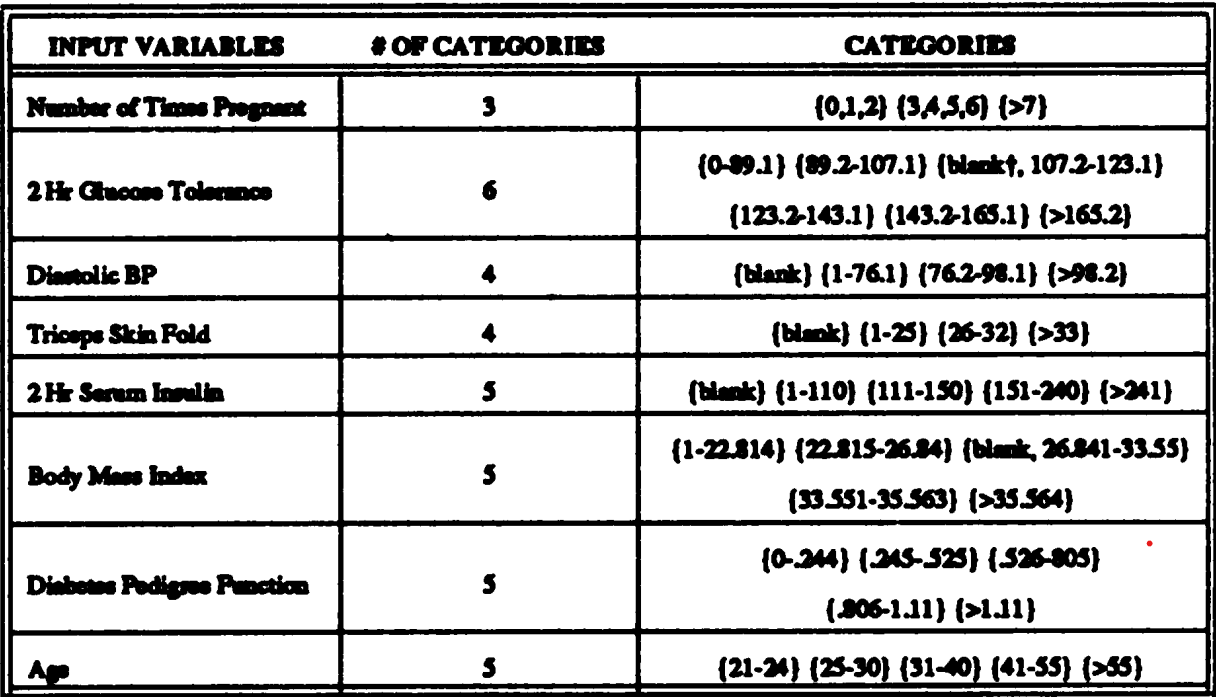 INPUT VARIABLES # OF CATEGORIES CATEGORIES
Number of Times Pregnant 3 {0,1,2} {3,4,5,6} {>7}
{0-89.1} {89.2-107.1} {blank†, 107.2-123.1}
2 Hr Glucose Tolerance 6
{123.2-143.1} {143.2-165.1} {>165.2}
Diastolic BP 4 {blank} {1-76.1} {76.2-98.1} {>98.2}
Triceps Skin Fold 4 {blank} {1-25} {26-32} {>33}
2 Hr Serum Insulin 5 {blank} {1-110} {111-150} {151-240} {>241}
{1-22.814} {22.815-26.84} {blank, 26.841-33.55}
Body Mass Index 5
{33.551-35.563} {>35.564}
{0-.244} {.245-.525} {.526-805}
Diabetes Pedigree Function 5
{.806-1.11} {>1.11}
Age 5 {21-24} {25-30} {31-40} {41-55} {>55}